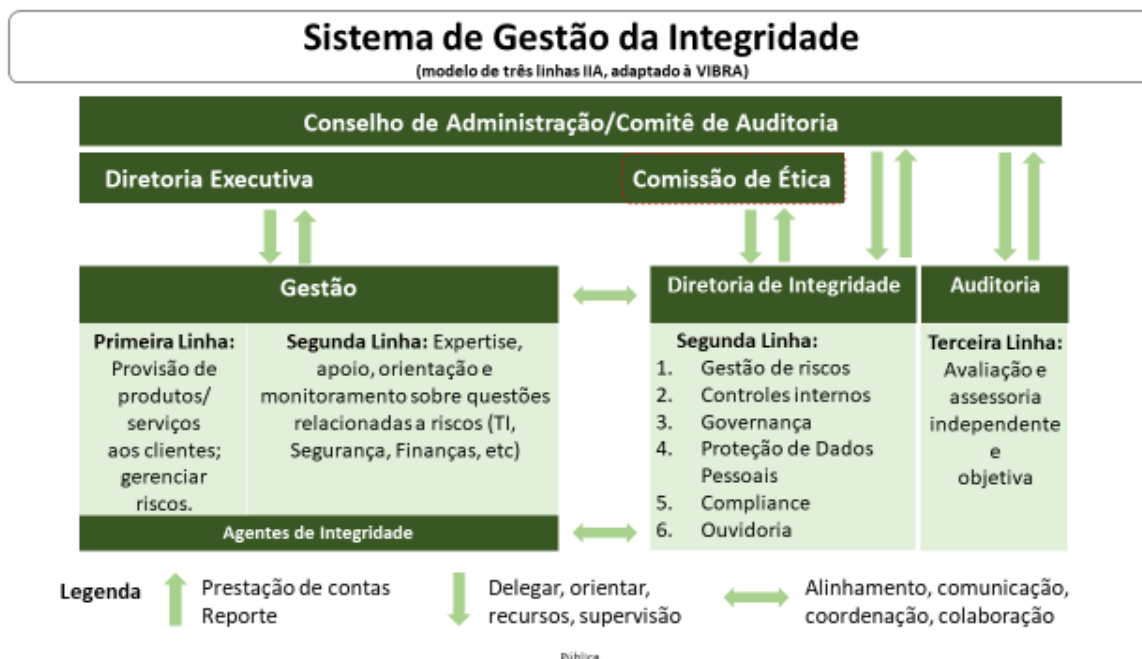 Sistema de Gestão da Integridade
(modelo de três linhas IIA, adaptado à VIBRA)
Conselho de Administração/Comitê de Auditoria
Diretoria Executiva
Comissão de Ética
Gestão
Primeira Linha:
Provisão de
produtos/
serviços
aos clientes;
gerenciar
riscos.
Segunda Linha: Expertise,
apoio, orientação e
monitoramento sobre questões
relacionadas a riscos (TI,
Segurança, Finanças, etc)
Agentes de Integridade
Diretoria de Integridade
Segunda Linha:
1. Gestão de riscos
2. Controles internos
3. Governança
4. Proteção de Dados
Pessoais
5. Compliance
6. Ouvidoria
Auditoria
Terceira Linha:
Avaliação e
assessoria
independente
e
objetiva
Legenda
Prestação de contas
Reporte
Delegar, orientar,
recursos, supervisão
Alinhamento, comunicação,
coordenação, colaboração
Pública